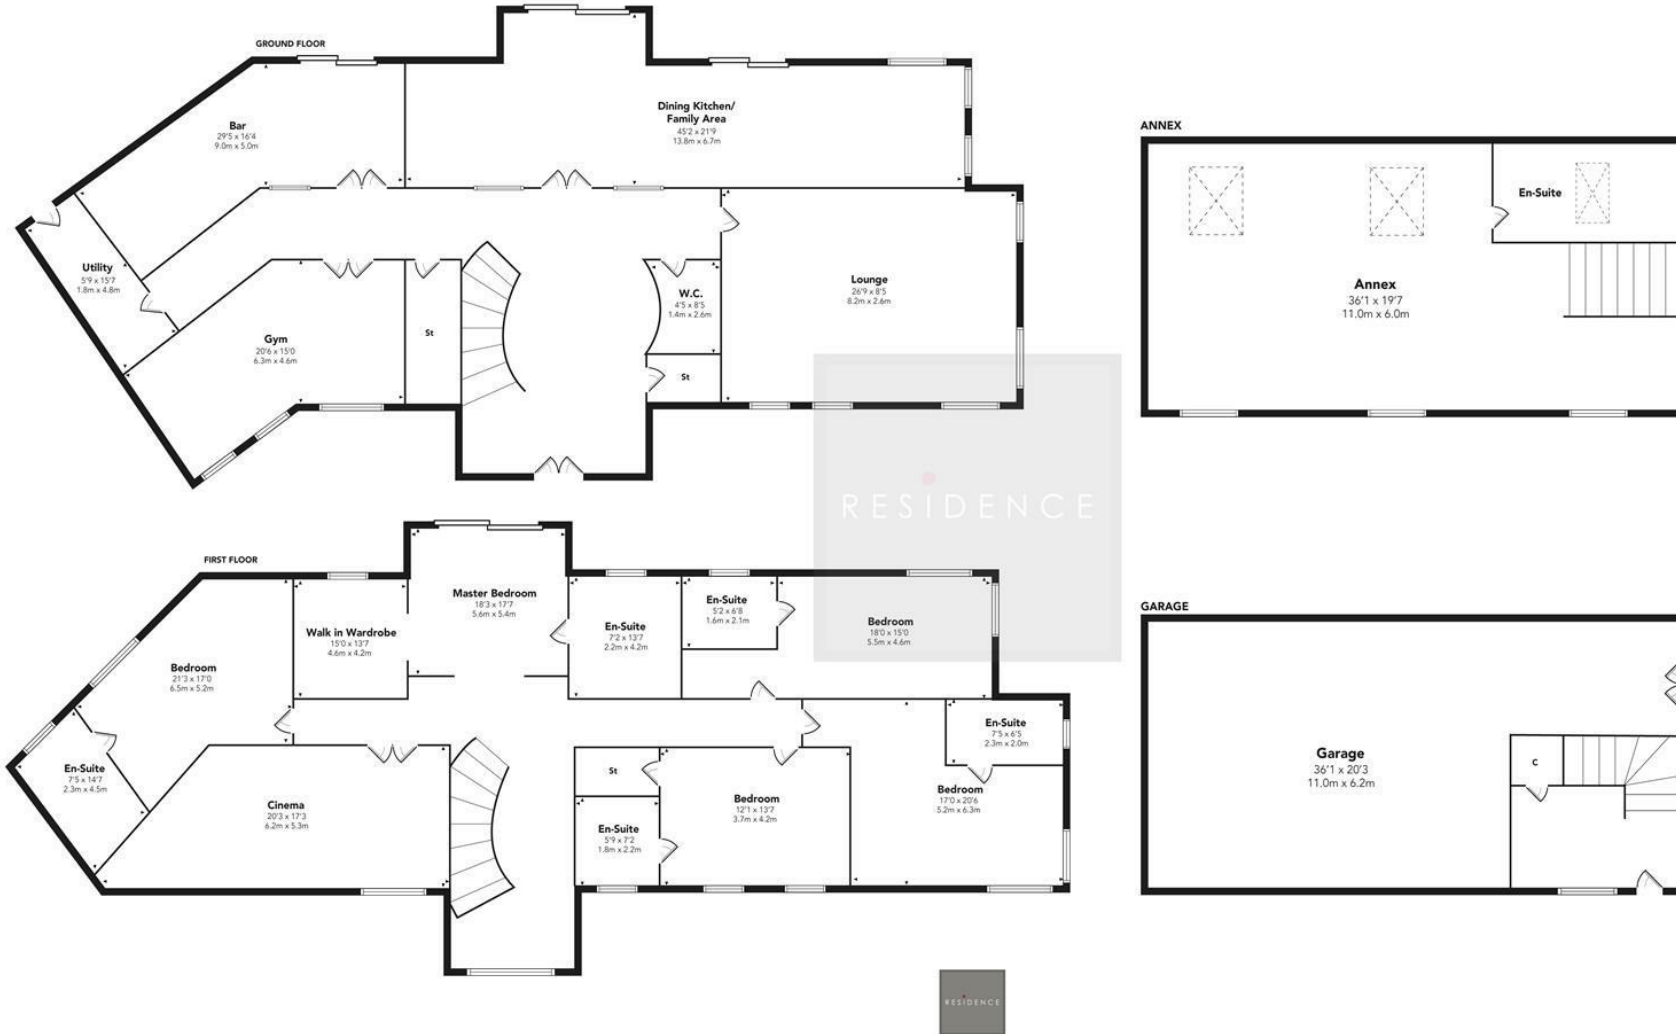 GROUND FLOOR
Bar
29'5 x 16'4
9.0m x 5.0m
Dining Kitchen/
Family Area
45'2 x 21'9
13.8m x 6.7m
Utility
5'9 x 15'7
1.8m x 4.8m
Gym
20'6 x 15'0
6.3m x 4.6m
St
W.C.
4'5 x 8'5
1.4m x 2.6m
St
Lounge
26'9 x 8'5
8.2m x 2.6m
ANNEX
En-Suite
Annex
36'1 x 19'7
11.0m x 6.0m
RESIDENCE
FIRST FLOOR
Master Bedroom
18'3 x 17'7
5.6m x 5.4m
Walk in Wardrobe
15'0 x 13'7
4.6m x 4.2m
En-Suite
7'2 x 13'7
2.2m x 4.2m
En-Suite
5'2 x 6'8
1.6m x 2.1m
Bedroom
18'0 x 15'0
5.5m x 4.6m
Bedroom
21'3 x 17'0
6.5m x 5.2m
En-Suite
7'5 x 14'7
2.3m x 4.5m
Cinema
20'3 x 17'3
6.2m x 5.3m
St
En-Suite
5'9 x 7'2
1.8m x 2.2m
Bedroom
12'1 x 13'7
3.7m x 4.2m
En-Suite
7'5 x 6'5
2.3m x 2.0m
Bedroom
17'0 x 20'6
5.2m x 6.3m
GARAGE
Garage
36'1 x 20'3
11.0m x 6.2m
C
RESIDENCE